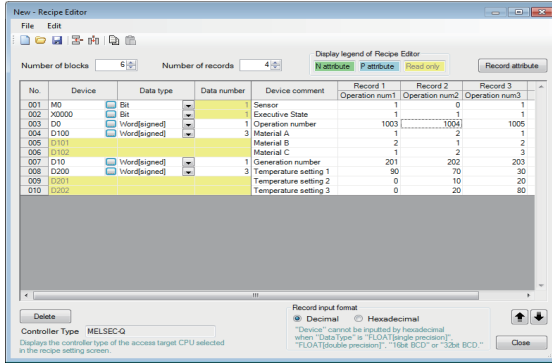 New - Recipe Editor
File Edit
Display legend of Recipe Editor
Number of blocks 6 Number of records 4 N attribute P attribute Read only Record attribute
No. Device Data type Data number Device comment Record 1 Record 2 Record 3
Operation num1 Operation num2 Operation num3
001 M0 Bit 1 Sensor 1 0 1
002 X0000 Bit 1 Executive State 1 1 1
003 D0 Word[signed] 1 Operation number 1003 1004 1005
004 D100 Word[signed] 3 Material A 1 2 1
005 D101 Material B 2 1 2
006 D102 Material C 1 2 3
007 D10 Word[signed] 1 Generation number 201 202 203
008 D200 Word[signed] 3 Temperature setting 1 90 70 30
009 D201 Temperature setting 2 0 10 20
010 D202 Temperature setting 3 0 20 80
Record input format
Delete Decimal Hexadecimal
Controller Type MELSEC-Q
"Device" cannot be inputted by hexadecimal
when "DataType" is "FLOAT[single precision]",
"FLOAT[double precision]", "16bit BCD" or "32bit BCD."
Displays the controller type of the access target CPU selected
in the recipe setting screen.
Close